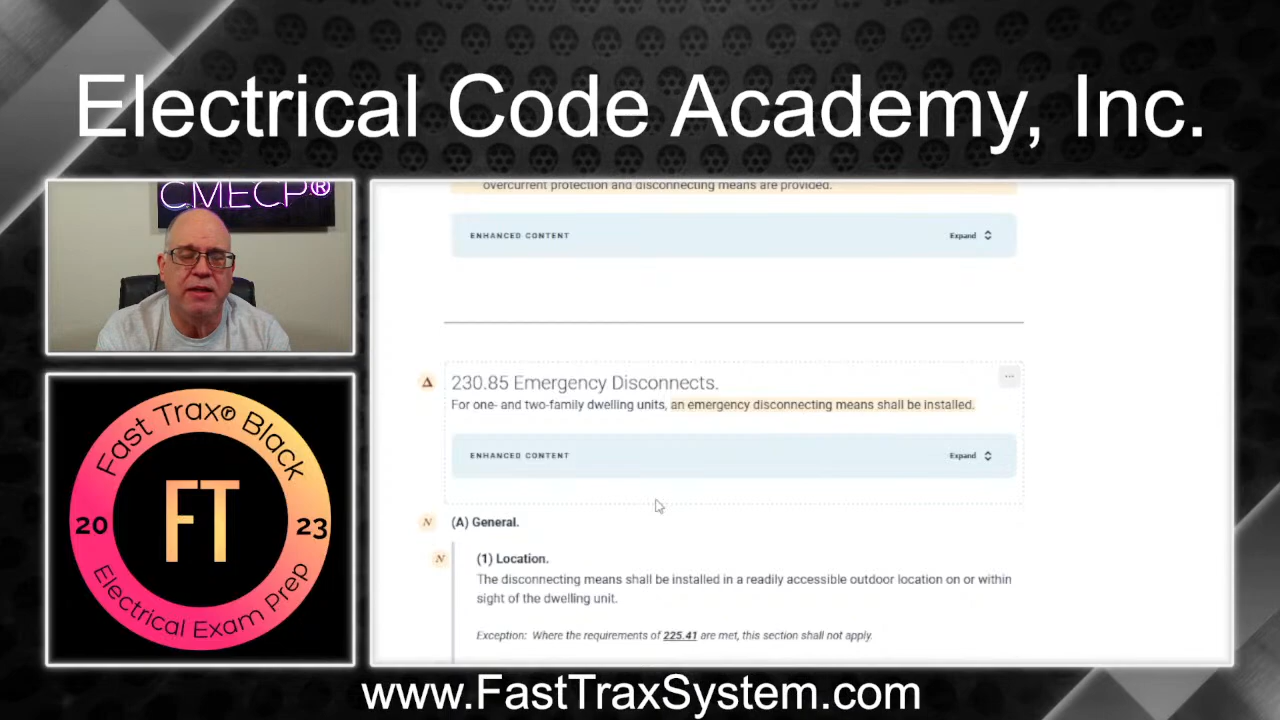 Electrical Code Academy, Inc.
CMECP®
overcurrent protection and disconnecting means are provided.
ENHANCED CONTENT
Expand
Δ
230.85 Emergency Disconnects.
...
For one- and two-family dwelling units, an emergency disconnecting means shall be installed.
ENHANCED CONTENT
Expand
N
(A) General.
N
(1) Location.
The disconnecting means shall be installed in a readily accessible outdoor location on or within
sight of the dwelling unit.
Exception: Where the requirements of 225.41 are met, this section shall not apply.
Fast Trax® Black
20
FT
23
Electrical Exam Prep
www.FastTraxSystem.com